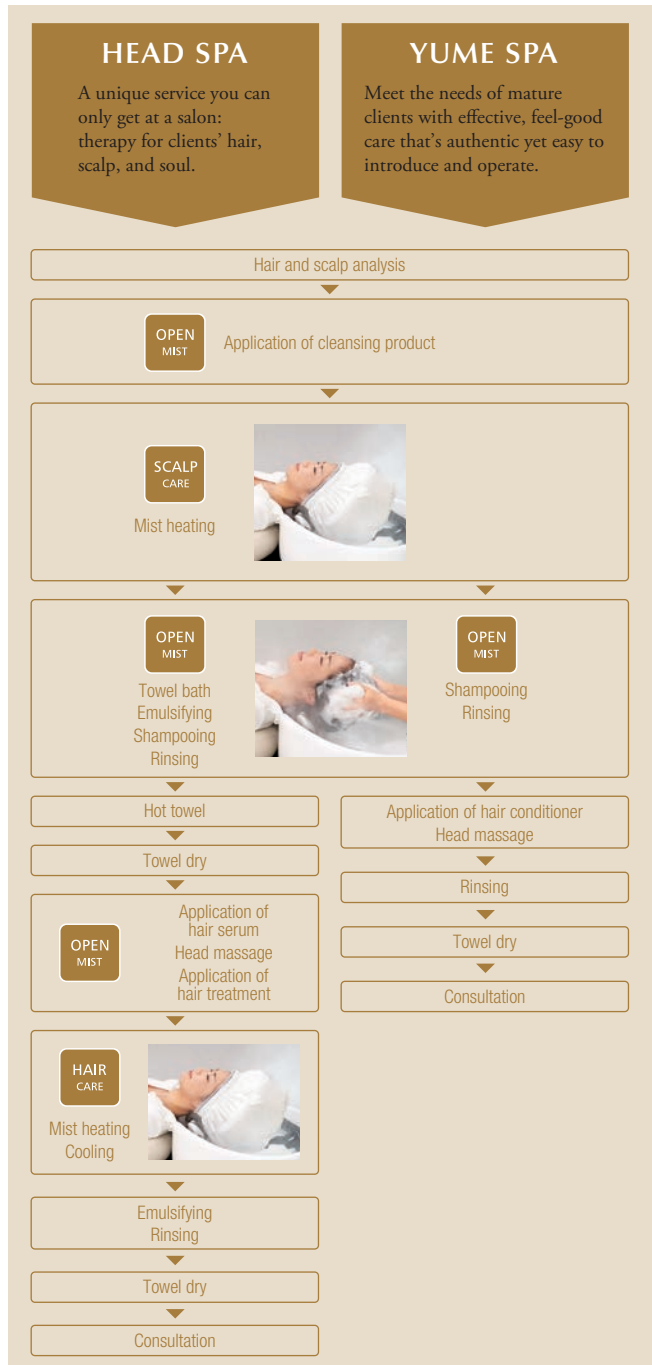 HEAD SPA
A unique service you can
only get at a salon:
therapy for clients' hair,
scalp, and soul.
YUME SPA
Meet the needs of mature
clients with effective, feel-good
care that's authentic yet easy to
introduce and operate.
Hair and scalp analysis
OPEN
MIST
Application of cleansing product
SCALP
CARE
Mist heating
OPEN
MIST
Towel bath
Emulsifying
Shampooing
Rinsing
OPEN
MIST
Shampooing
Rinsing
Hot towel
Towel dry
OPEN
MIST
Application of
hair serum
Head massage
Application of
hair treatment
HAIR
CARE
Mist heating
Cooling
Emulsifying
Rinsing
Towel dry
Consultation
Application of hair conditioner
Head massage
Rinsing
Towel dry
Consultation